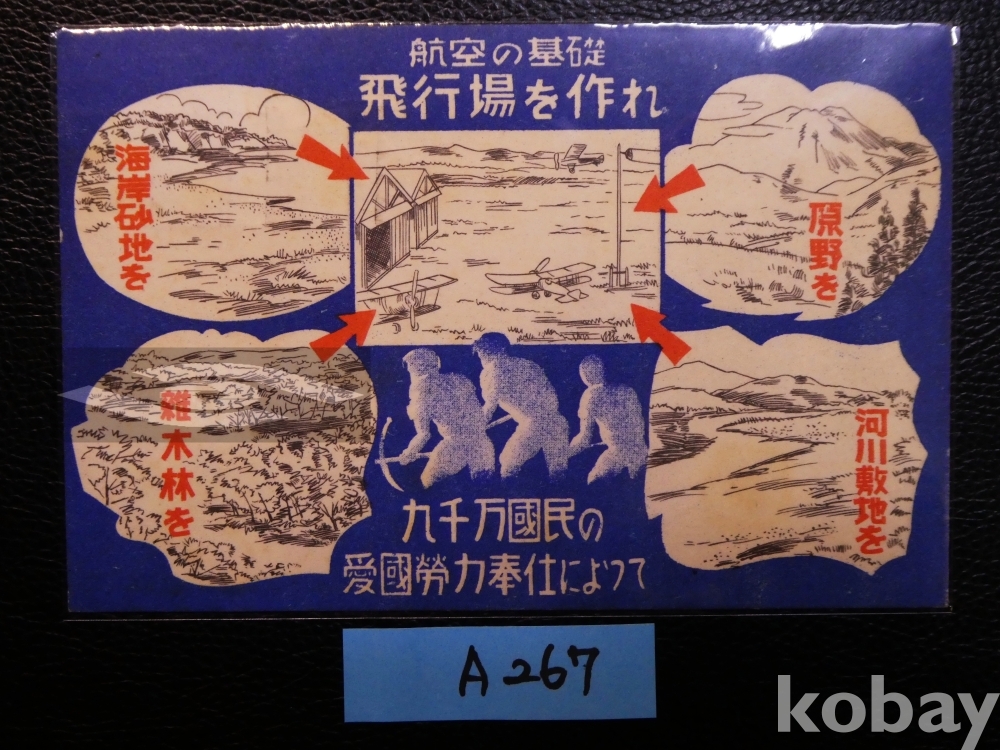 航空の基礎
飛行場を作れ
海岸砂地を
原野を
雑木林を
河川敷地を
九千万國民の
愛國勞力奉仕によつて
A267
kobay